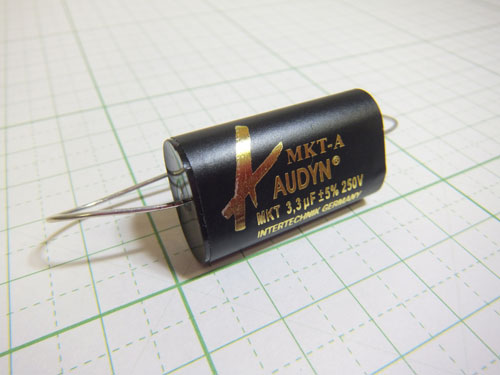 MKT-A
K AUDYN®
MKT 3,3µF ±5% 250V
INTERTECHNIK GERMANY